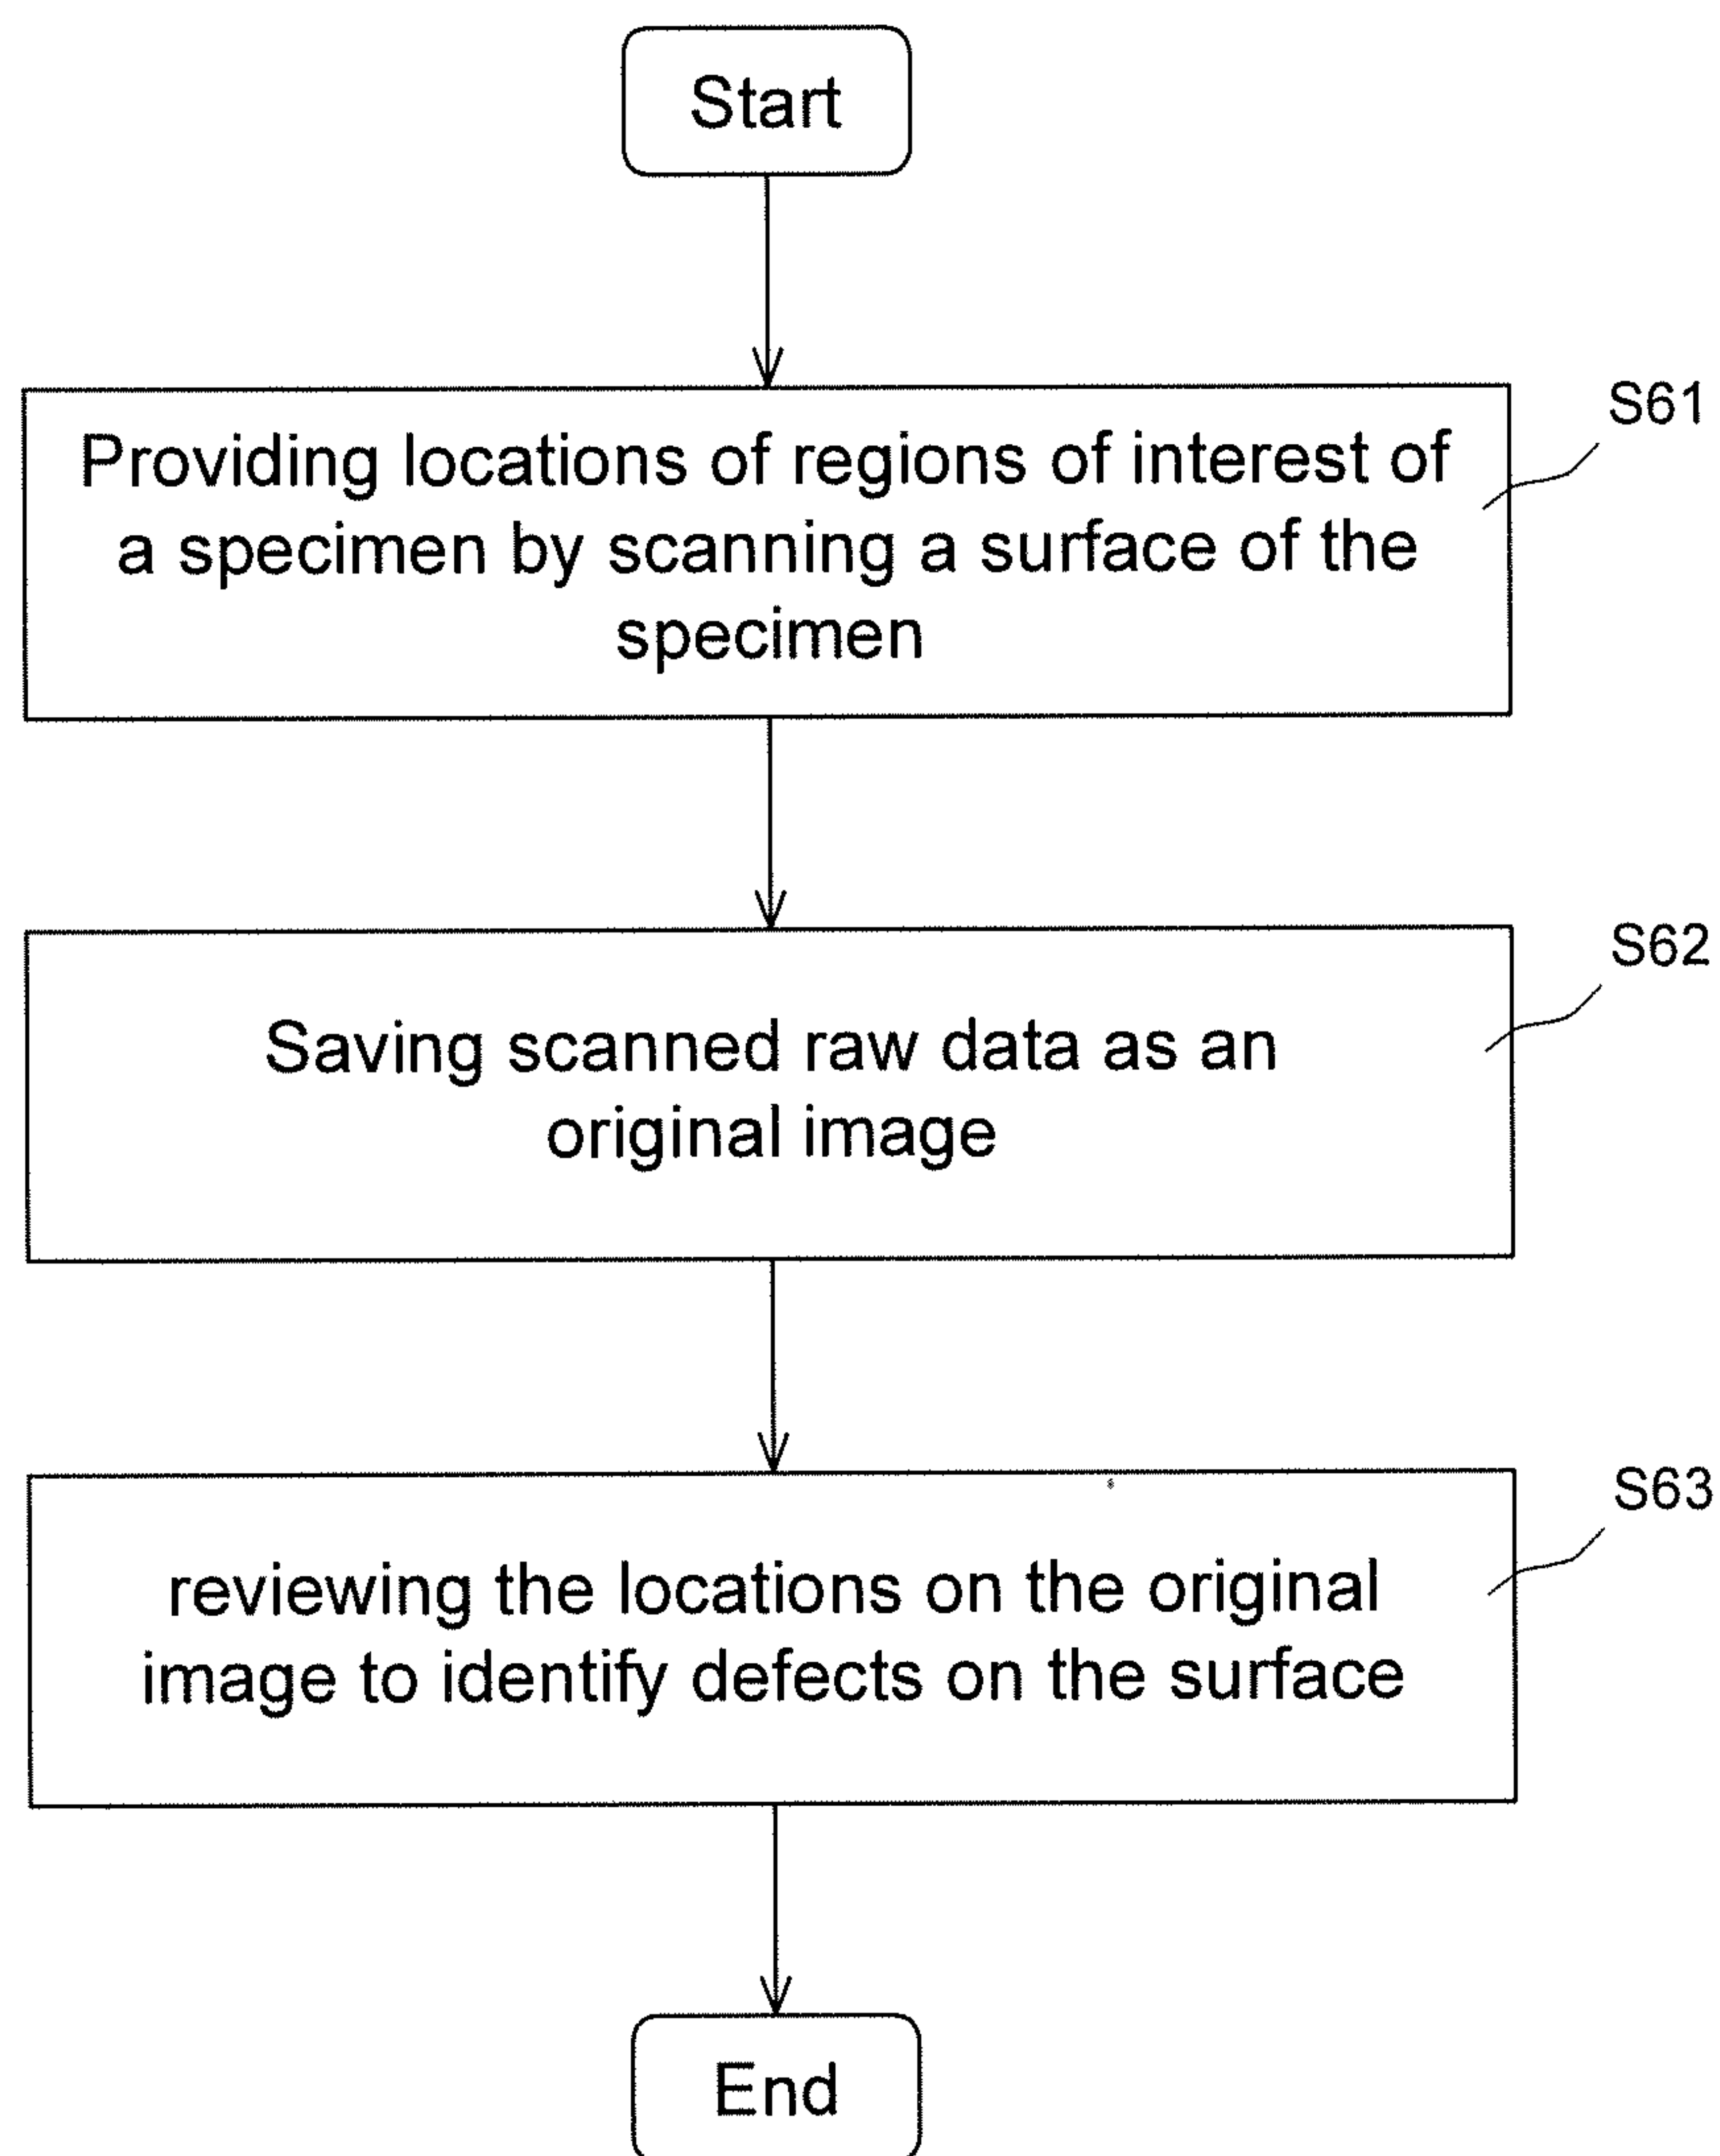 Start
S61
Providing locations of regions of interest of
a specimen by scanning a surface of the
specimen
S62
Saving scanned raw data as an
original image
S63
reviewing the locations on the original
image to identify defects on the surface
End